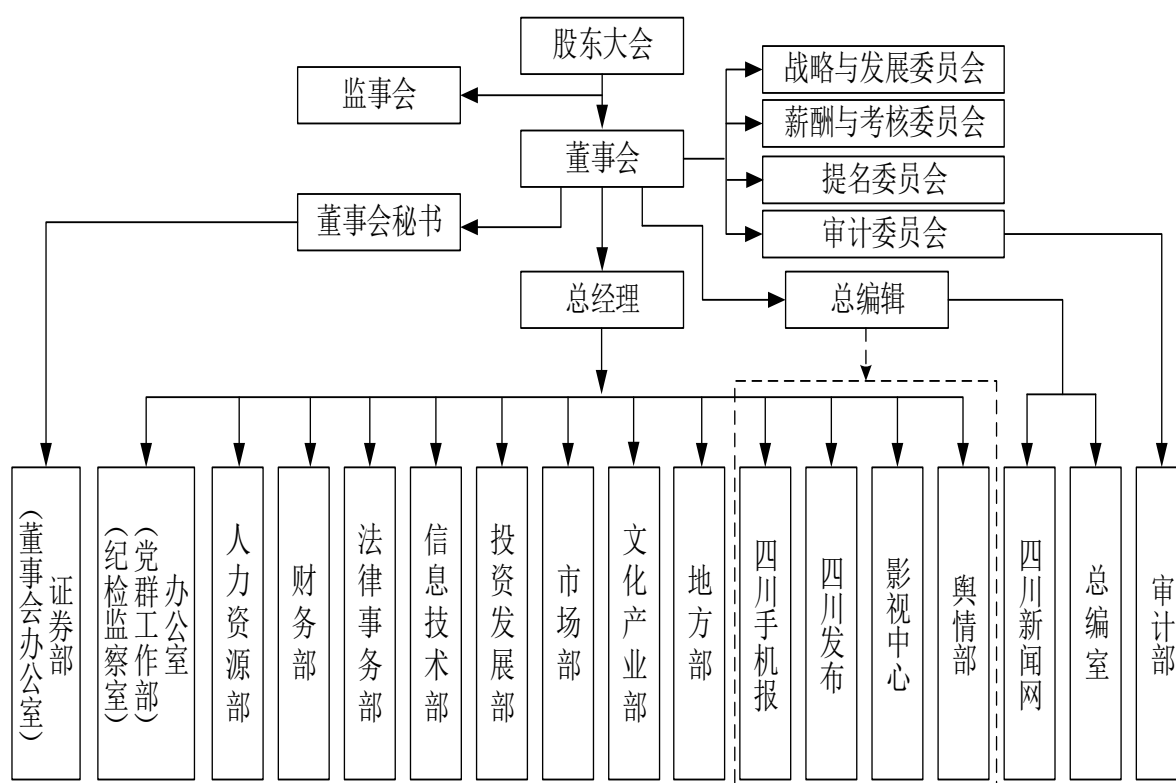 股东大会
战略与发展委员会
监事会
薪酬与考核委员会
董事会
提名委员会
董事会秘书
审计委员会
总经理
总编辑
证券部
（董事会办公室）
办公室
（党群工作部）
（纪检监察室）
人力资源部
财务部
法律事务部
信息技术部
投资发展部
市场部
文化产业部
地方部
四川手机报
四川发布
影视中心
舆情部
四川新闻网
总编室
审计部